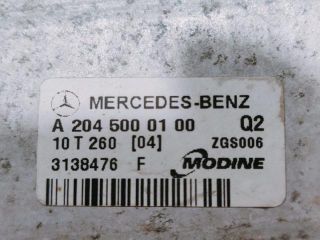 MERCEDES-BENZ
A 204 500 01 00 Q2
10 T 260 [04] ZGS006
3138476 F MODINE